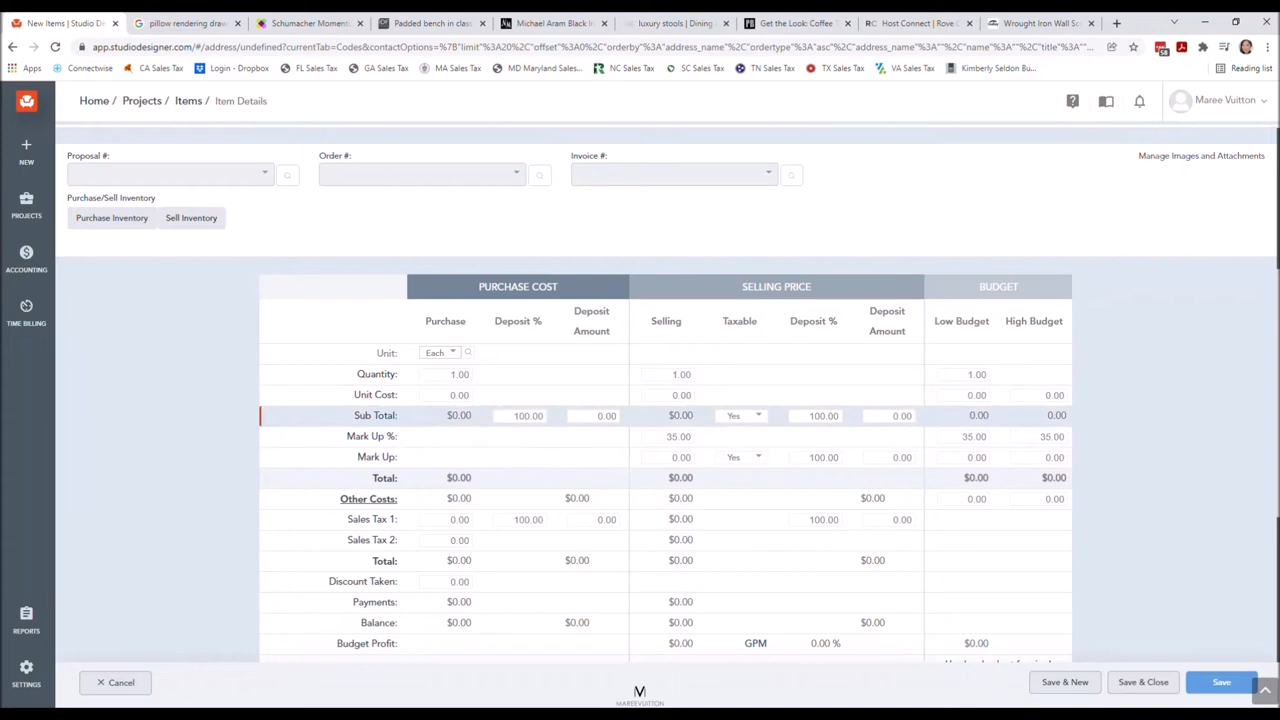 New Items | Studio De
pillow rendering draw
Schumacher Moment
Padded bench in class
Michael Aram Black In
luxury stools | Dining
Get the Look: Coffee T
Host Connect | Rove C
Wrought Iron Wall Sc
app.studiodesigner.com/#/address/undefined?currentTab=Codes&contactOptions=%7B"limit"%3A20%2C"offset"%3A0%2C"orderby"%3A"address_name"%2C"ordertype"%3A"asc"%2C"address_name"%3A""%2C"name"%3A""%2C"title"%3A""%...
Apps Connectwise CA Sales Tax Login - Dropbox FL Sales Tax GA Sales Tax MA Sales Tax MD Maryland Sales... NC Sales Tax SC Sales Tax TN Sales Tax TX Sales Tax VA Sales Tax Kimberly Seldon Bu... Reading list
Home / Projects / Items / Item Details
Maree Vuitton
NEW
PROJECTS
ACCOUNTING
TIME BILLING
REPORTS
SETTINGS
Proposal #: Order #: Invoice #: Manage Images and Attachments
Purchase/Sell Inventory
Purchase Inventory Sell Inventory
PURCHASE COST SELLING PRICE BUDGET
Purchase Deposit % Deposit Amount Selling Taxable Deposit % Deposit Amount Low Budget High Budget
Unit: Each
Quantity: 1.00 1.00 1.00
Unit Cost: 0.00 0.00 0.00 0.00
Sub Total: $0.00 100.00 0.00 $0.00 Yes 100.00 0.00 0.00 0.00
Mark Up %: 35.00 35.00 35.00
Mark Up: 0.00 Yes 100.00 0.00 0.00 0.00
Total: $0.00 $0.00 $0.00 $0.00
Other Costs: $0.00 $0.00 $0.00 $0.00 0.00 0.00
Sales Tax 1: 0.00 100.00 0.00 $0.00 100.00 0.00
Sales Tax 2: 0.00 $0.00
Total: $0.00 $0.00 $0.00 $0.00
Discount Taken: 0.00
Payments: $0.00 $0.00
Balance: $0.00 $0.00 $0.00 $0.00
Budget Profit: $0.00 GPM 0.00 % $0.00
Cancel
Save & New Save & Close Save
M
MAREEVUITTON